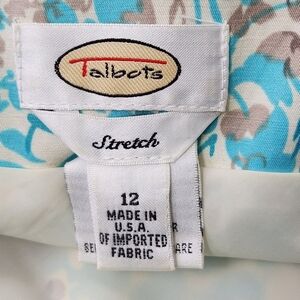 Talbots
Stretch
12
MADE IN
U.S.A.
OF IMPORTED
FABRIC